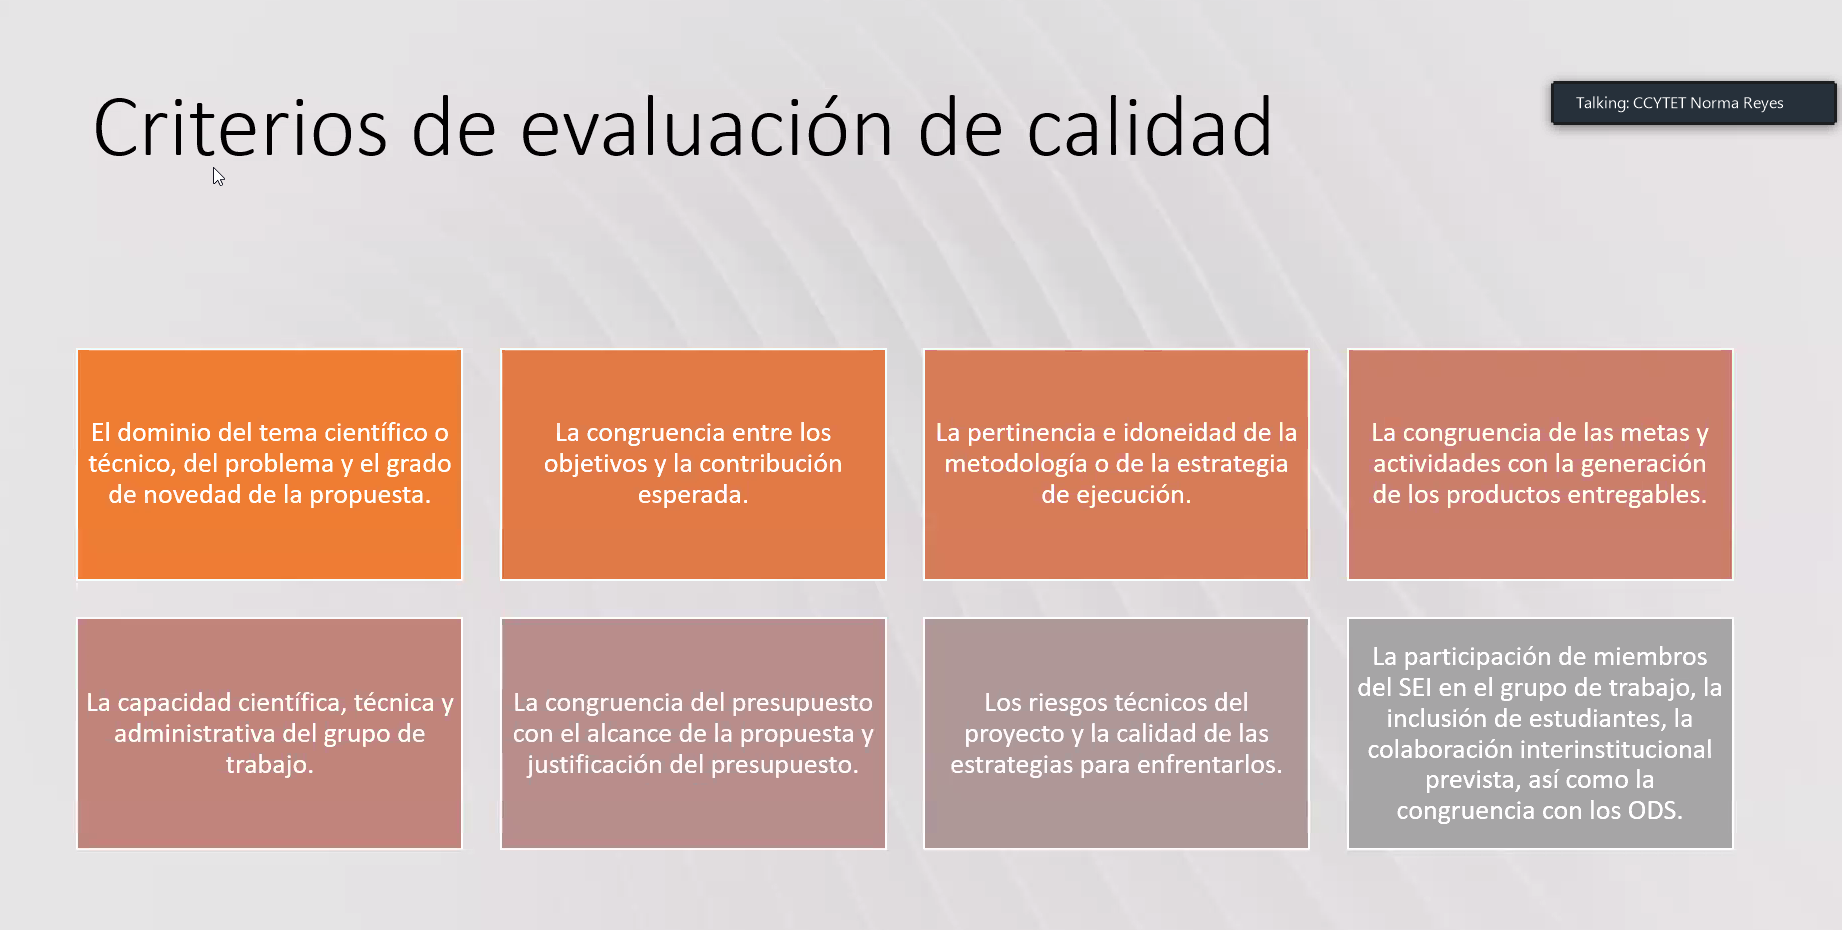 Criterios de evaluación de calidad
Talking: CCYTET Norma Reyes
El dominio del tema científico o
técnico, del problema y el grado
de novedad de la propuesta.
La congruencia entre los
objetivos y la contribución
esperada.
La pertinencia e idoneidad de la
metodología o de la estrategia
de ejecución.
La congruencia de las metas y
actividades con la generación
de los productos entregables.
La capacidad científica, técnica y
administrativa del grupo de
trabajo.
La congruencia del presupuesto
con el alcance de la propuesta y
justificación del presupuesto.
Los riesgos técnicos del
proyecto y la calidad de las
estrategias para enfrentarlos.
La participación de miembros
del SEI en el grupo de trabajo, la
inclusión de estudiantes, la
colaboración interinstitucional
prevista, así como la
congruencia con los ODS.